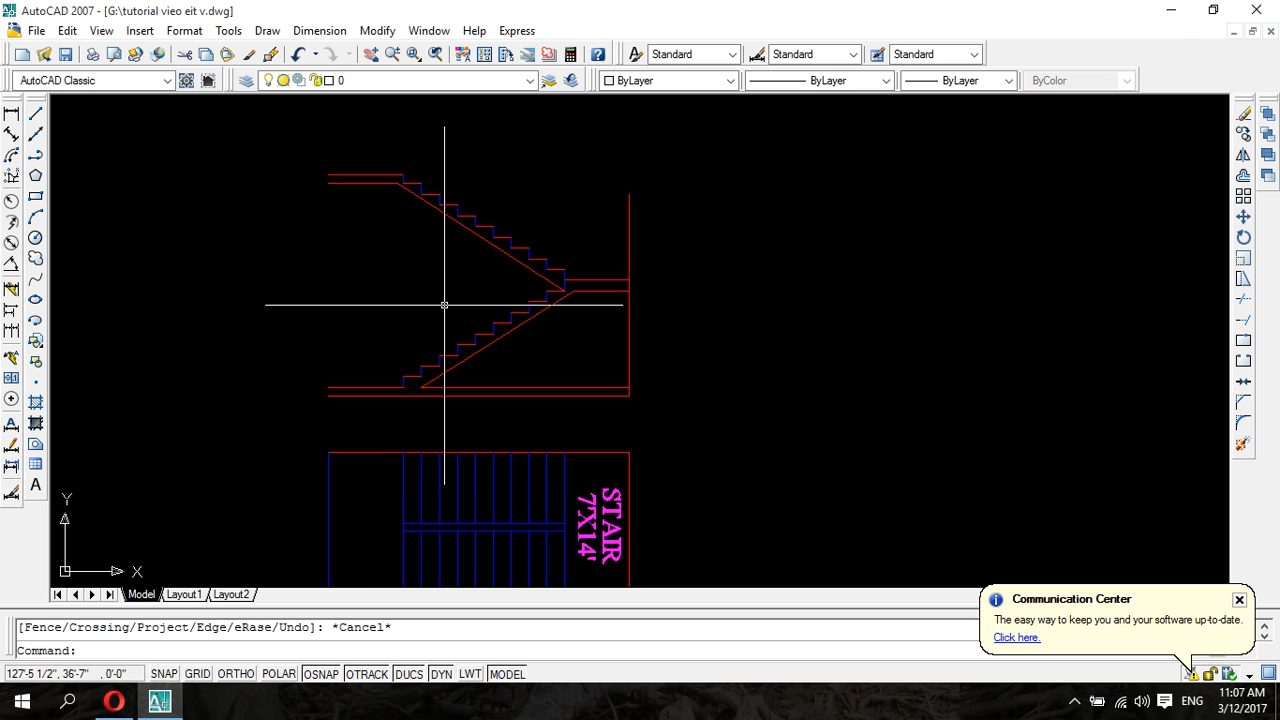 AutoCAD 2007 - [G:\tutorial vieo eit v.dwg]
File Edit View Insert Format Tools Draw Dimension Modify Window Help Express
Standard Standard Standard
AutoCAD Classic 0 ByLayer ByLayer ByLayer ByColor
A A
STAIR
7'X14'
Y
X
Model Layout1 Layout2
Communication Center
The easy way to keep you and your software up-to-date.
Click here.
[Fence/Crossing/Project/Edge/eRase/Undo]: *Cancel*
Command:
127'-5 1/2", 36'-7" , 0'-0" SNAP GRID ORTHO POLAR OSNAP OTRACK DUCS DYN LWT MODEL
ENG
11:07 AM
3/12/2017